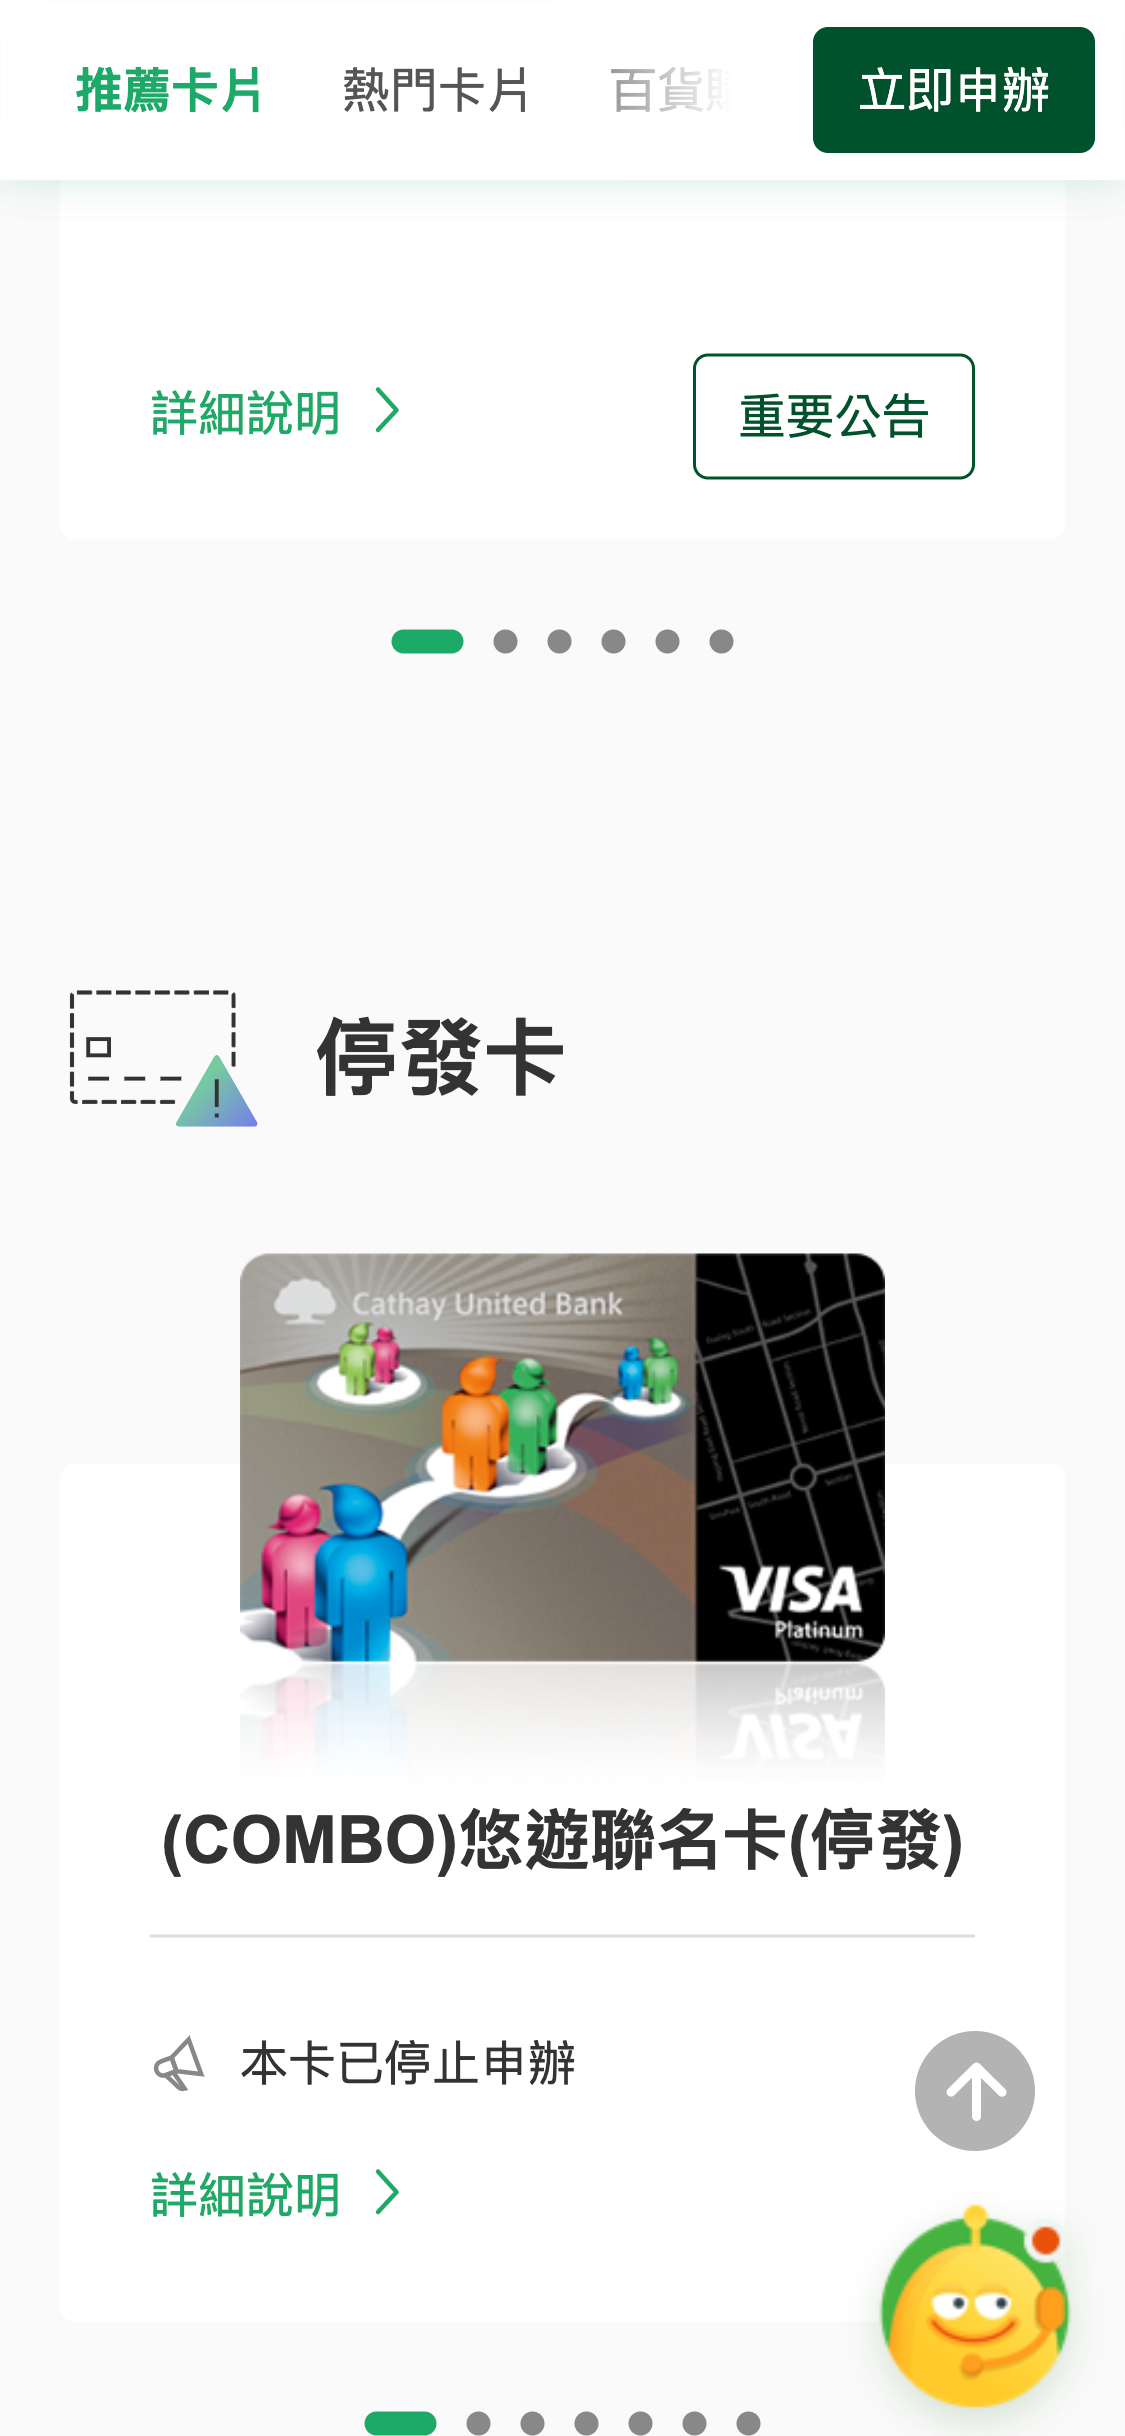 推薦卡片
熱門卡片
百貨
立即申辦
詳細說明
重要公告
停發卡
Cathay United Bank
VISA
Platinum
(COMBO)悠遊聯名卡(停發)
本卡已停止申辦
詳細說明